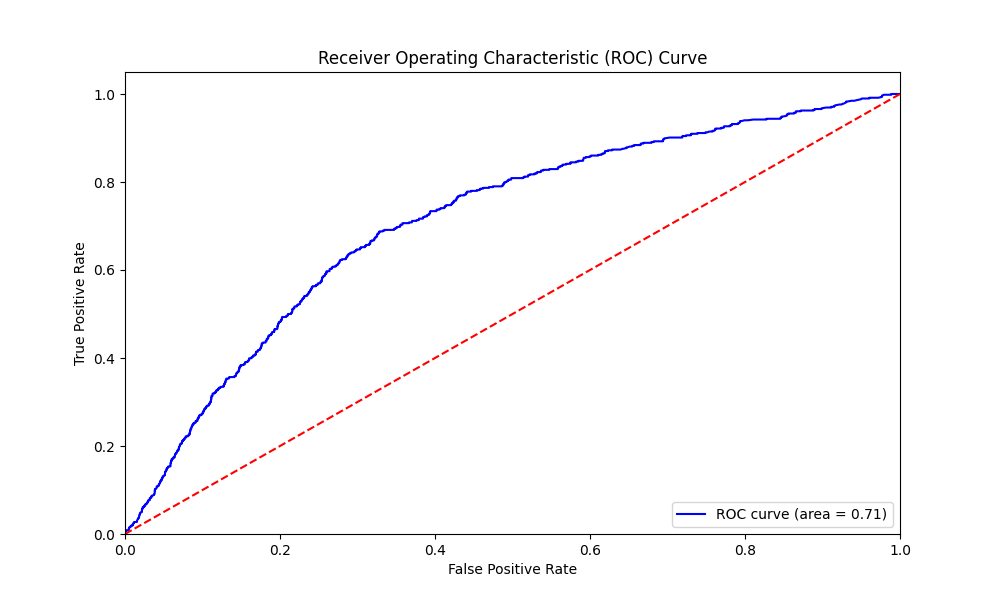 Receiver Operating Characteristic (ROC) Curve
True Positive Rate
1.0
0.8
0.6
0.4
0.2
0.0
ROC curve (area = 0.71)
0.0 0.2 0.4 0.6 0.8 1.0
False Positive Rate